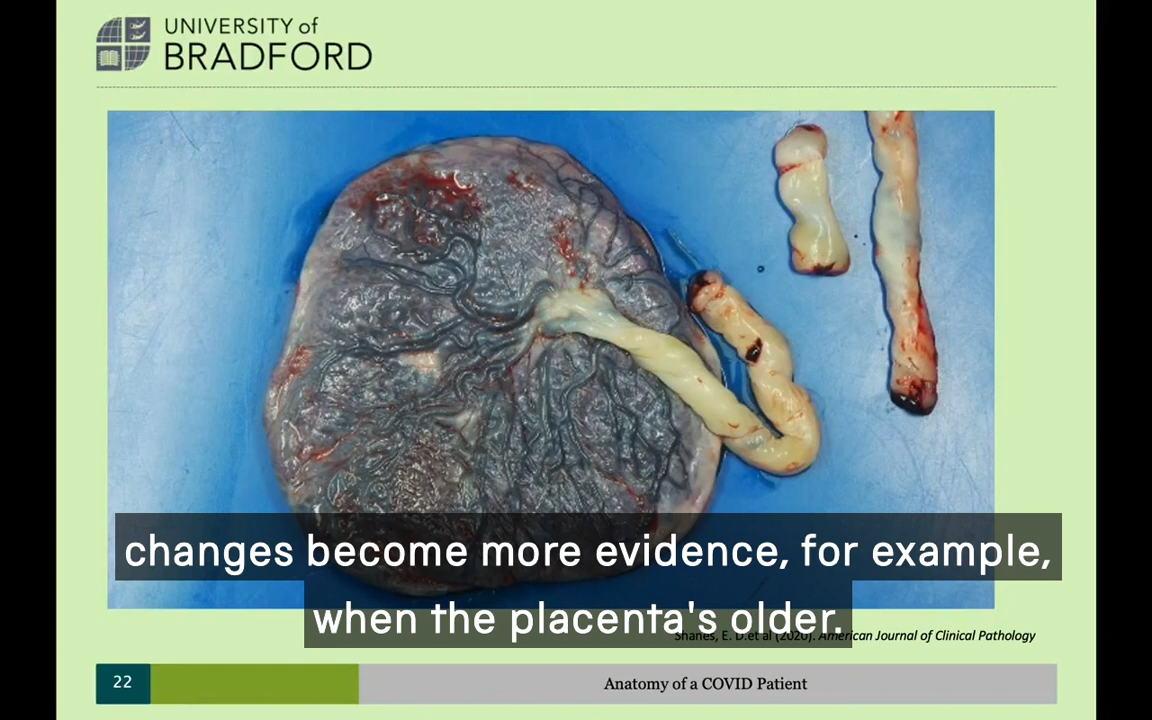 UNIVERSITY of
BRADFORD
changes become more evidence, for example,
when the placenta's older.
Shanes, E. D.et al (2020). American Journal of Clinical Pathology
22
Anatomy of a COVID Patient